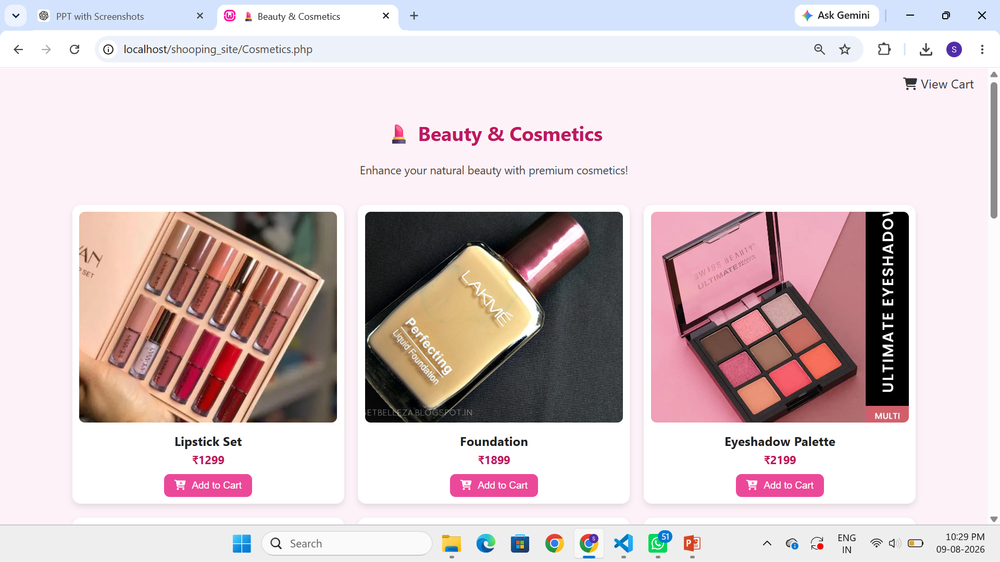 PPT with Screenshots
Beauty & Cosmetics
Ask Gemini
localhost/shooping_site/Cosmetics.php
S
View Cart
Beauty & Cosmetics
Enhance your natural beauty with premium cosmetics!
LAKMÉ
Perfecting
Liquid Foundation
GETBELLEZA.BLOGSPOT.IN
SWISS BEAUTY
ULTIMATE
SHADOW
PALETTE
ULTIMATE EYESHADOW
MULTI
Lipstick Set
₹1299
Add to Cart
Foundation
₹1899
Add to Cart
Eyeshadow Palette
₹2199
Add to Cart
Search
S
51
ENG
IN
10:29 PM
09-08-2026